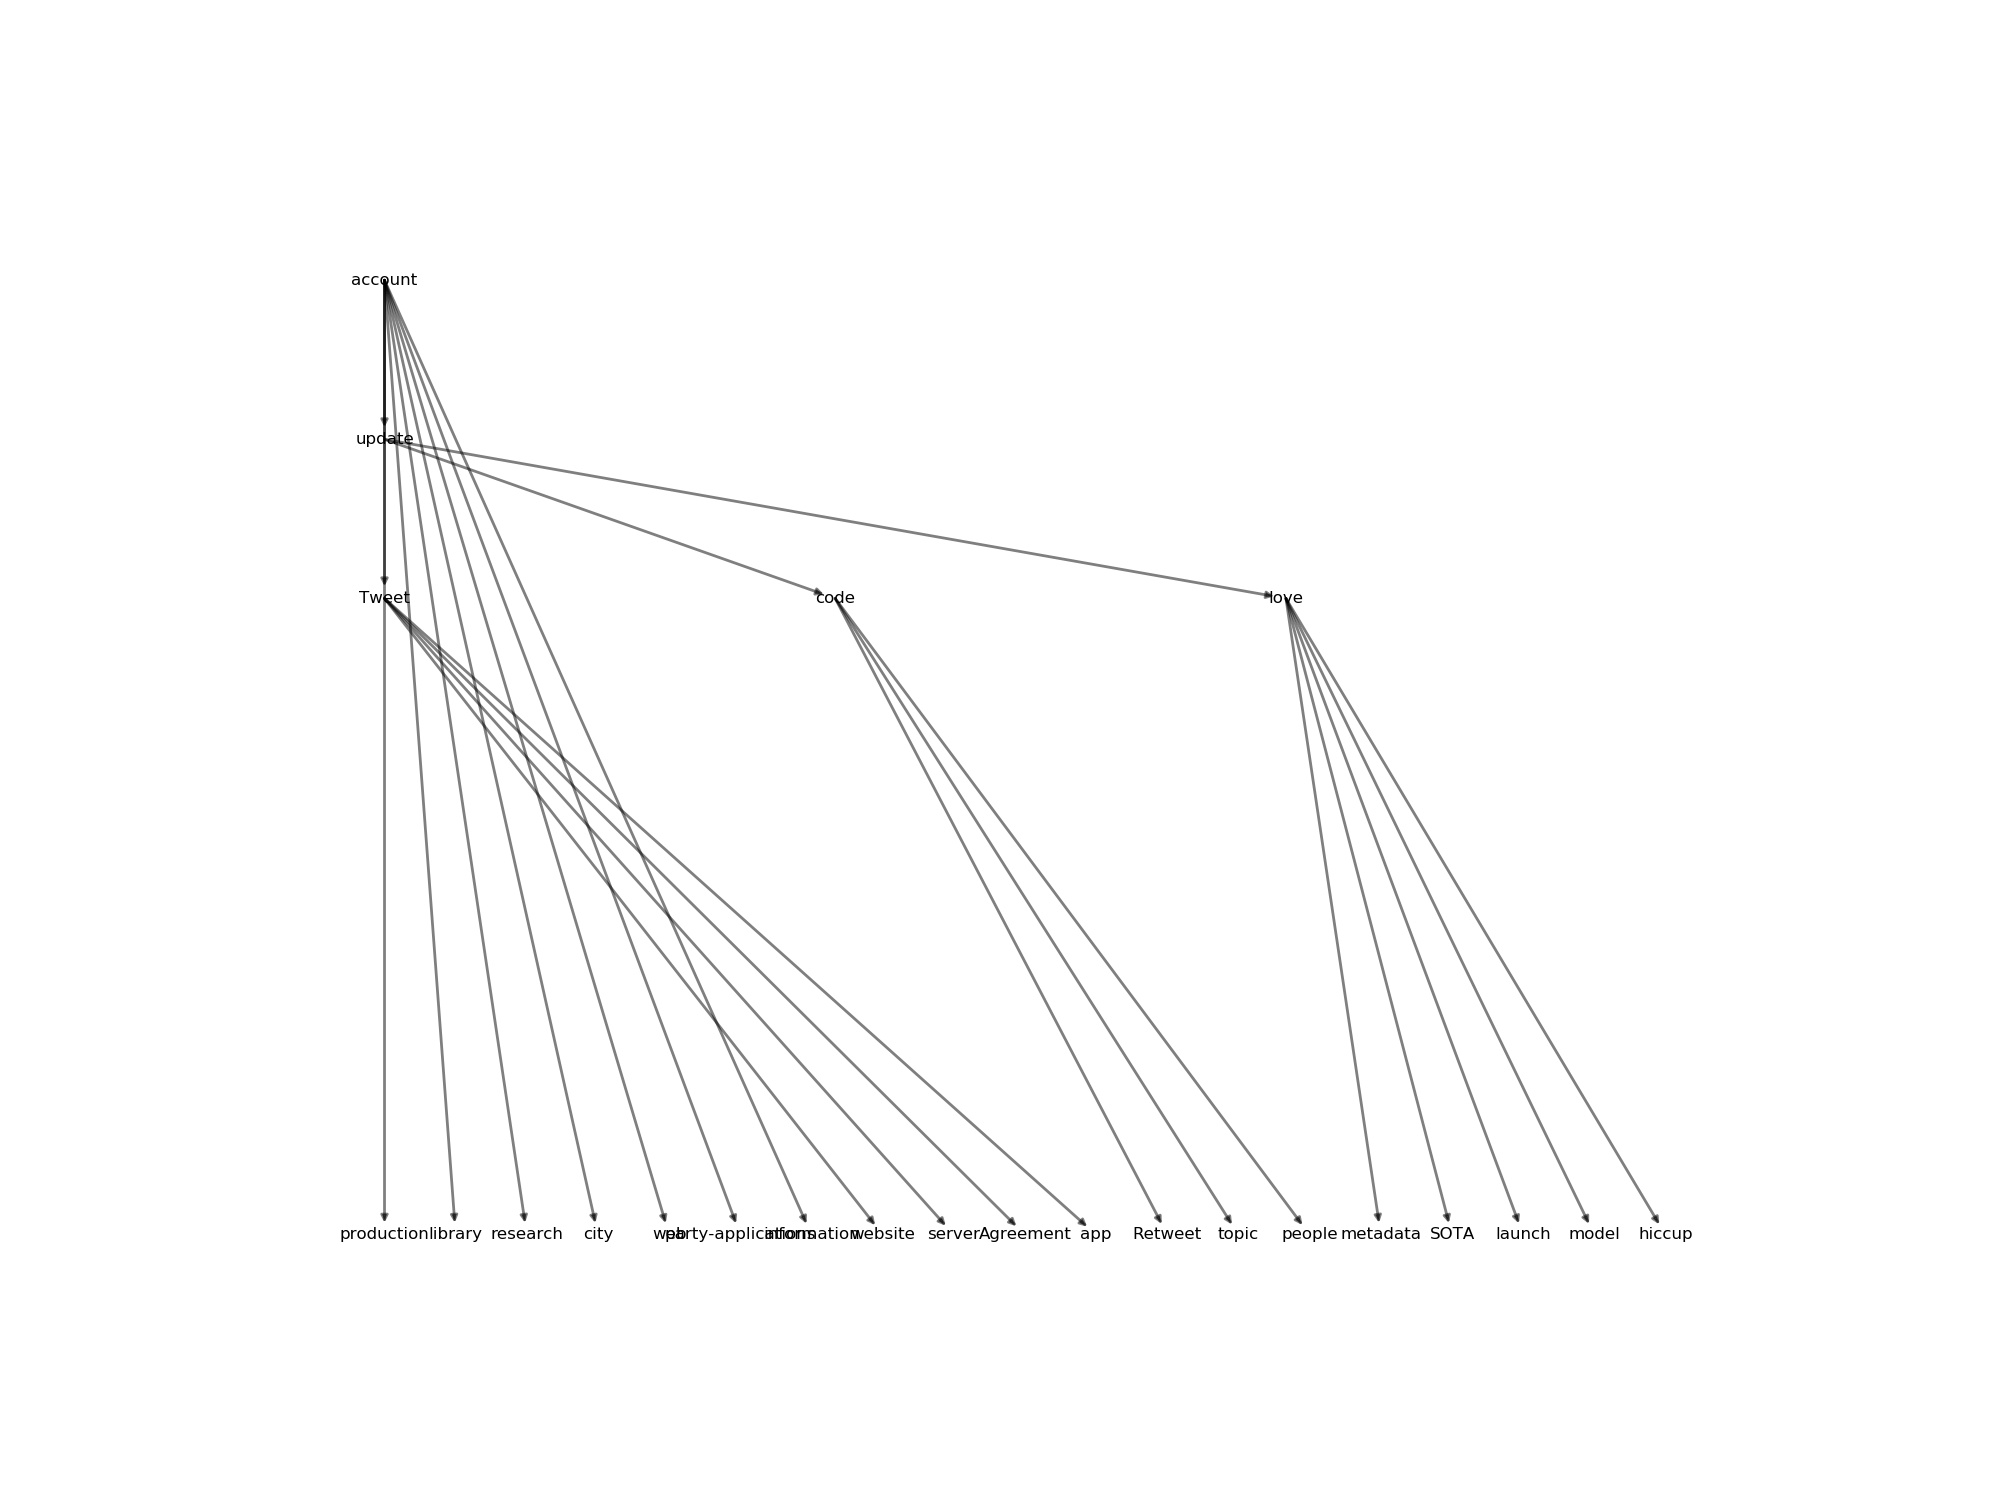 account
update
Tweet code love
production library research city web party-applications information website server Agreement app Retweet topic people metadata SOTA launch model hiccup